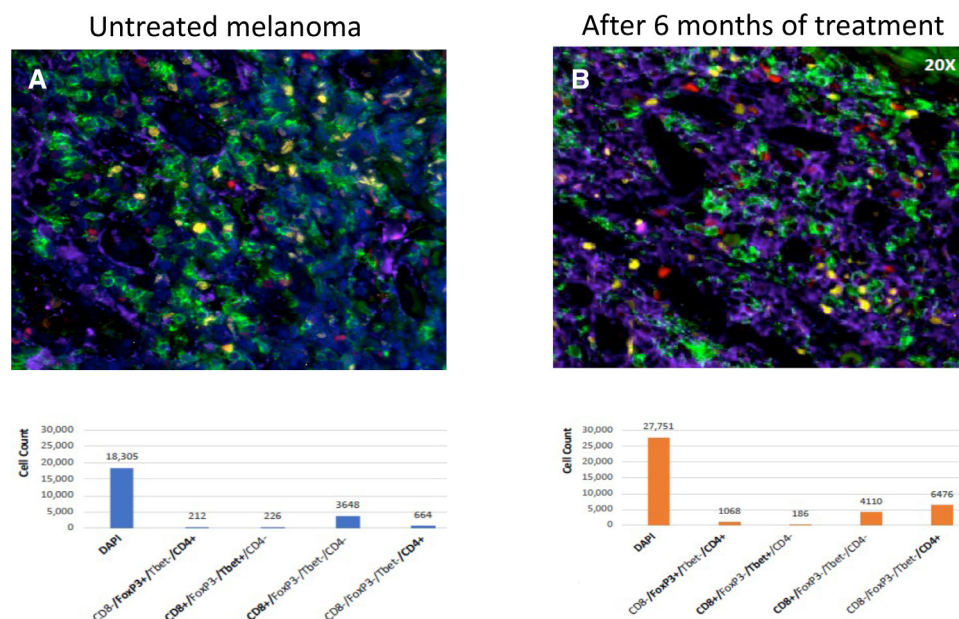 Untreated melanoma
After 6 months of treatment
A
B
20X
Cell Count
30,000
25,000
20,000
15,000
10,000
5,000
0
18,305
212
226
3648
664
DAPI
CD8-/FoxP3+/Tbet-/CD4+
CD8+/FoxP3-/Tbet+/CD4-
CD8+/FoxP3-/Tbet-/CD4-
CD8-/FoxP3-/Tbet-/CD4+
Cell Count
30,000
25,000
20,000
15,000
10,000
5,000
0
27,751
1068
186
4110
6476
DAPI
CD8-/FoxP3+/Tbet-/CD4+
CD8+/FoxP3-/Tbet+/CD4-
CD8+/FoxP3-/Tbet-/CD4-
CD8-/FoxP3-/Tbet-/CD4+